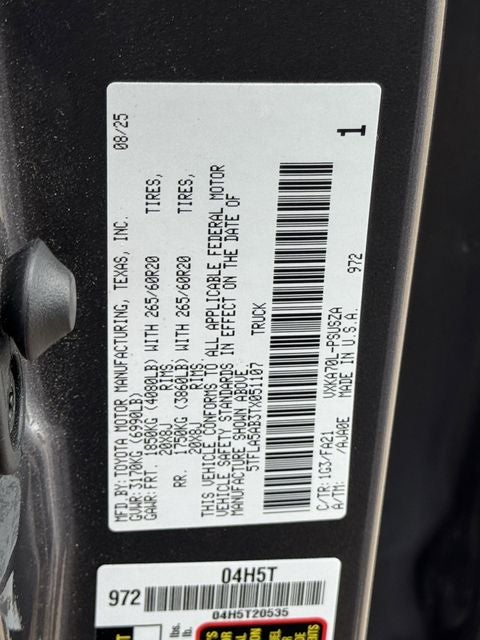 MFD.BY: TOYOTA MOTOR MANUFACTURING, TEXAS, INC. 08/25
GVWR: 3170KG (6990LB)
GAWR: FRT. 1850KG (4080LB) WITH 265/60R20 TIRES,
20X8J RIMS
RR. 1750KG (3860LB) WITH 265/60R20 TIRES,
20X8J RIMS
THIS VEHICLE CONFORMS TO ALL APPLICABLE FEDERAL MOTOR
VEHICLE SAFETY STANDARDS IN EFFECT ON THE DATE OF
MANUFACTURE SHOWN ABOVE.
5TFLA5AB3TX051107 TRUCK
C/TR: 1G3/FA21 VXKA70L-PSUSZA
A/TM: /AJA0E MADE IN U.S.A. 972
1
04H5T
972
04H5T20535
lbs.
lb.